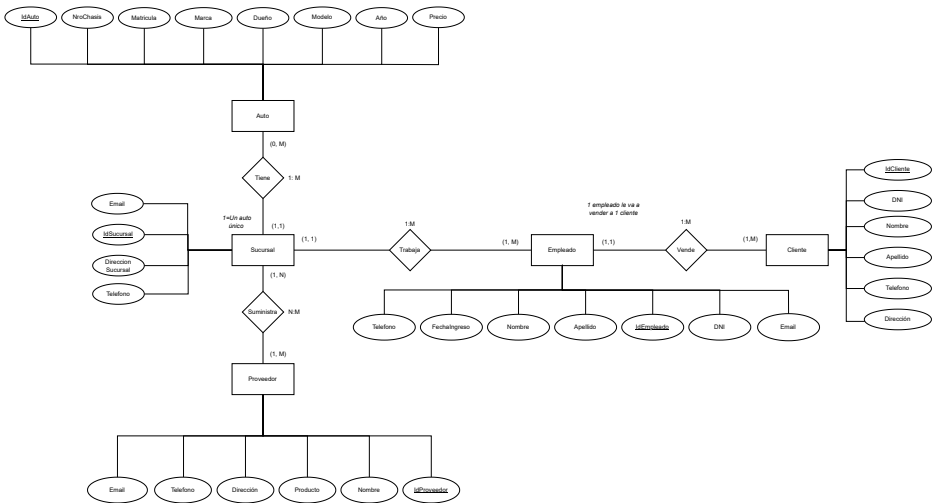 IdAuto
NroChasis
Matricula
Marca
Dueño
Modelo
Año
Precio
Auto
(0, M)
Tiene
1: M
1=Un auto
único
(1,1)
Email
IdSucursal
Direccion
Sucursal
Telefono
Sucursal
(1, 1)
1:M
Trabaja
(1, M)
Empleado
1 empleado le va a
vender a 1 cliente
(1,1)
1:M
Vende
(1,M)
Cliente
IdCliente
DNI
Nombre
Apellido
Telefono
Dirección
(1, N)
Suministra
N:M
(1, M)
Proveedor
Telefono
FechaIngreso
Nombre
Apellido
IdEmpleado
DNI
Email
Email
Telefono
Dirección
Producto
Nombre
IdProveedor